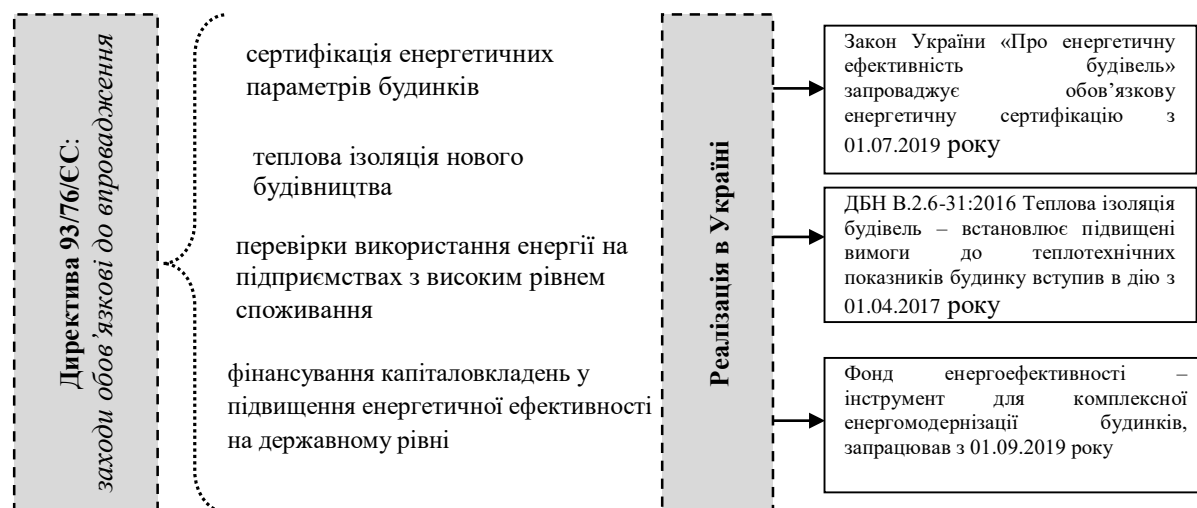 Директива 93/76/ЄС:
заходи обов’язкові до впровадження
сертифікація енергетичних
параметрів будинків
теплова ізоляція нового
будівництва
перевірки використання енергії на
підприємствах з високим рівнем
споживання
фінансування капіталовкладень у
підвищення енергетичної ефективності
на державному рівні
Реалізація в Україні
Закон України «Про енергетичну
ефективність будівель»
запроваджує обов’язкову
енергетичну сертифікацію з
01.07.2019 року
ДБН В.2.6-31:2016 Теплова ізоляція
будівель – встановлює підвищені
вимоги до теплотехнічних
показників будинку вступив в дію з
01.04.2017 року
Фонд енергоефективності –
інструмент для комплексної
енергомодернізації будинків,
запрацював з 01.09.2019 року